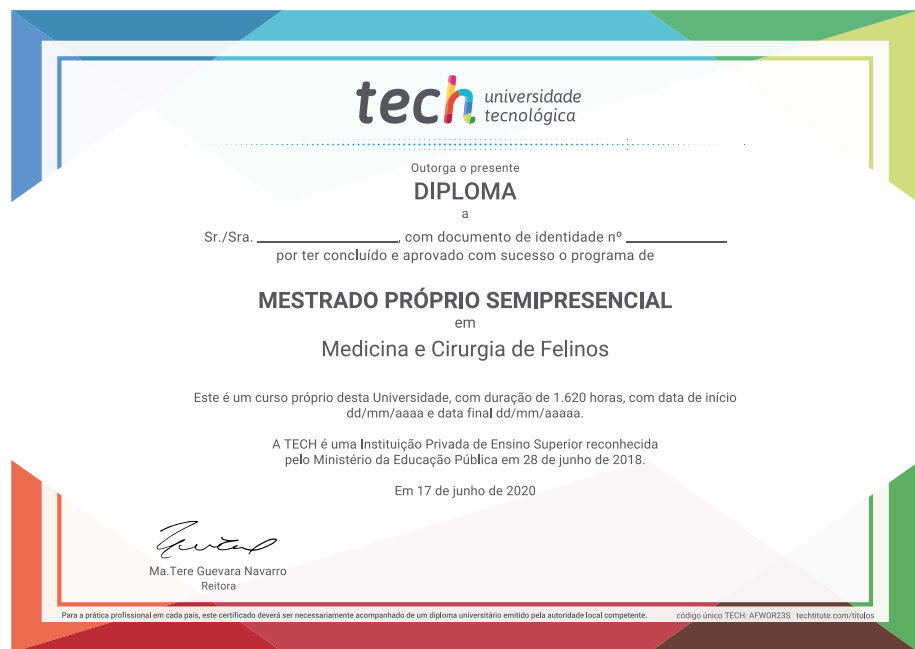 tech universidade
tecnológica
Outorga o presente
DIPLOMA
a
Sr./Sra. ____________________, com documento de identidade nº ______________
por ter concluído e aprovado com sucesso o programa de
MESTRADO PRÓPRIO SEMIPRESENCIAL
em
Medicina e Cirurgia de Felinos
Este é um curso próprio desta Universidade, com duração de 1.620 horas, com data de início
dd/mm/aaaa e data final dd/mm/aaaaa.
A TECH é uma Instituição Privada de Ensino Superior reconhecida
pelo Ministério da Educação Pública em 28 de junho de 2018.
Em 17 de junho de 2020
Ma.Tere Guevara Navarro
Reitora
Para a prática profissional em cada país, este certificado deverá ser necessariamente acompanhado de um diploma universitário emitido pela autoridade local competente. código único TECH: AFWOR23S techtitute.com/titulos